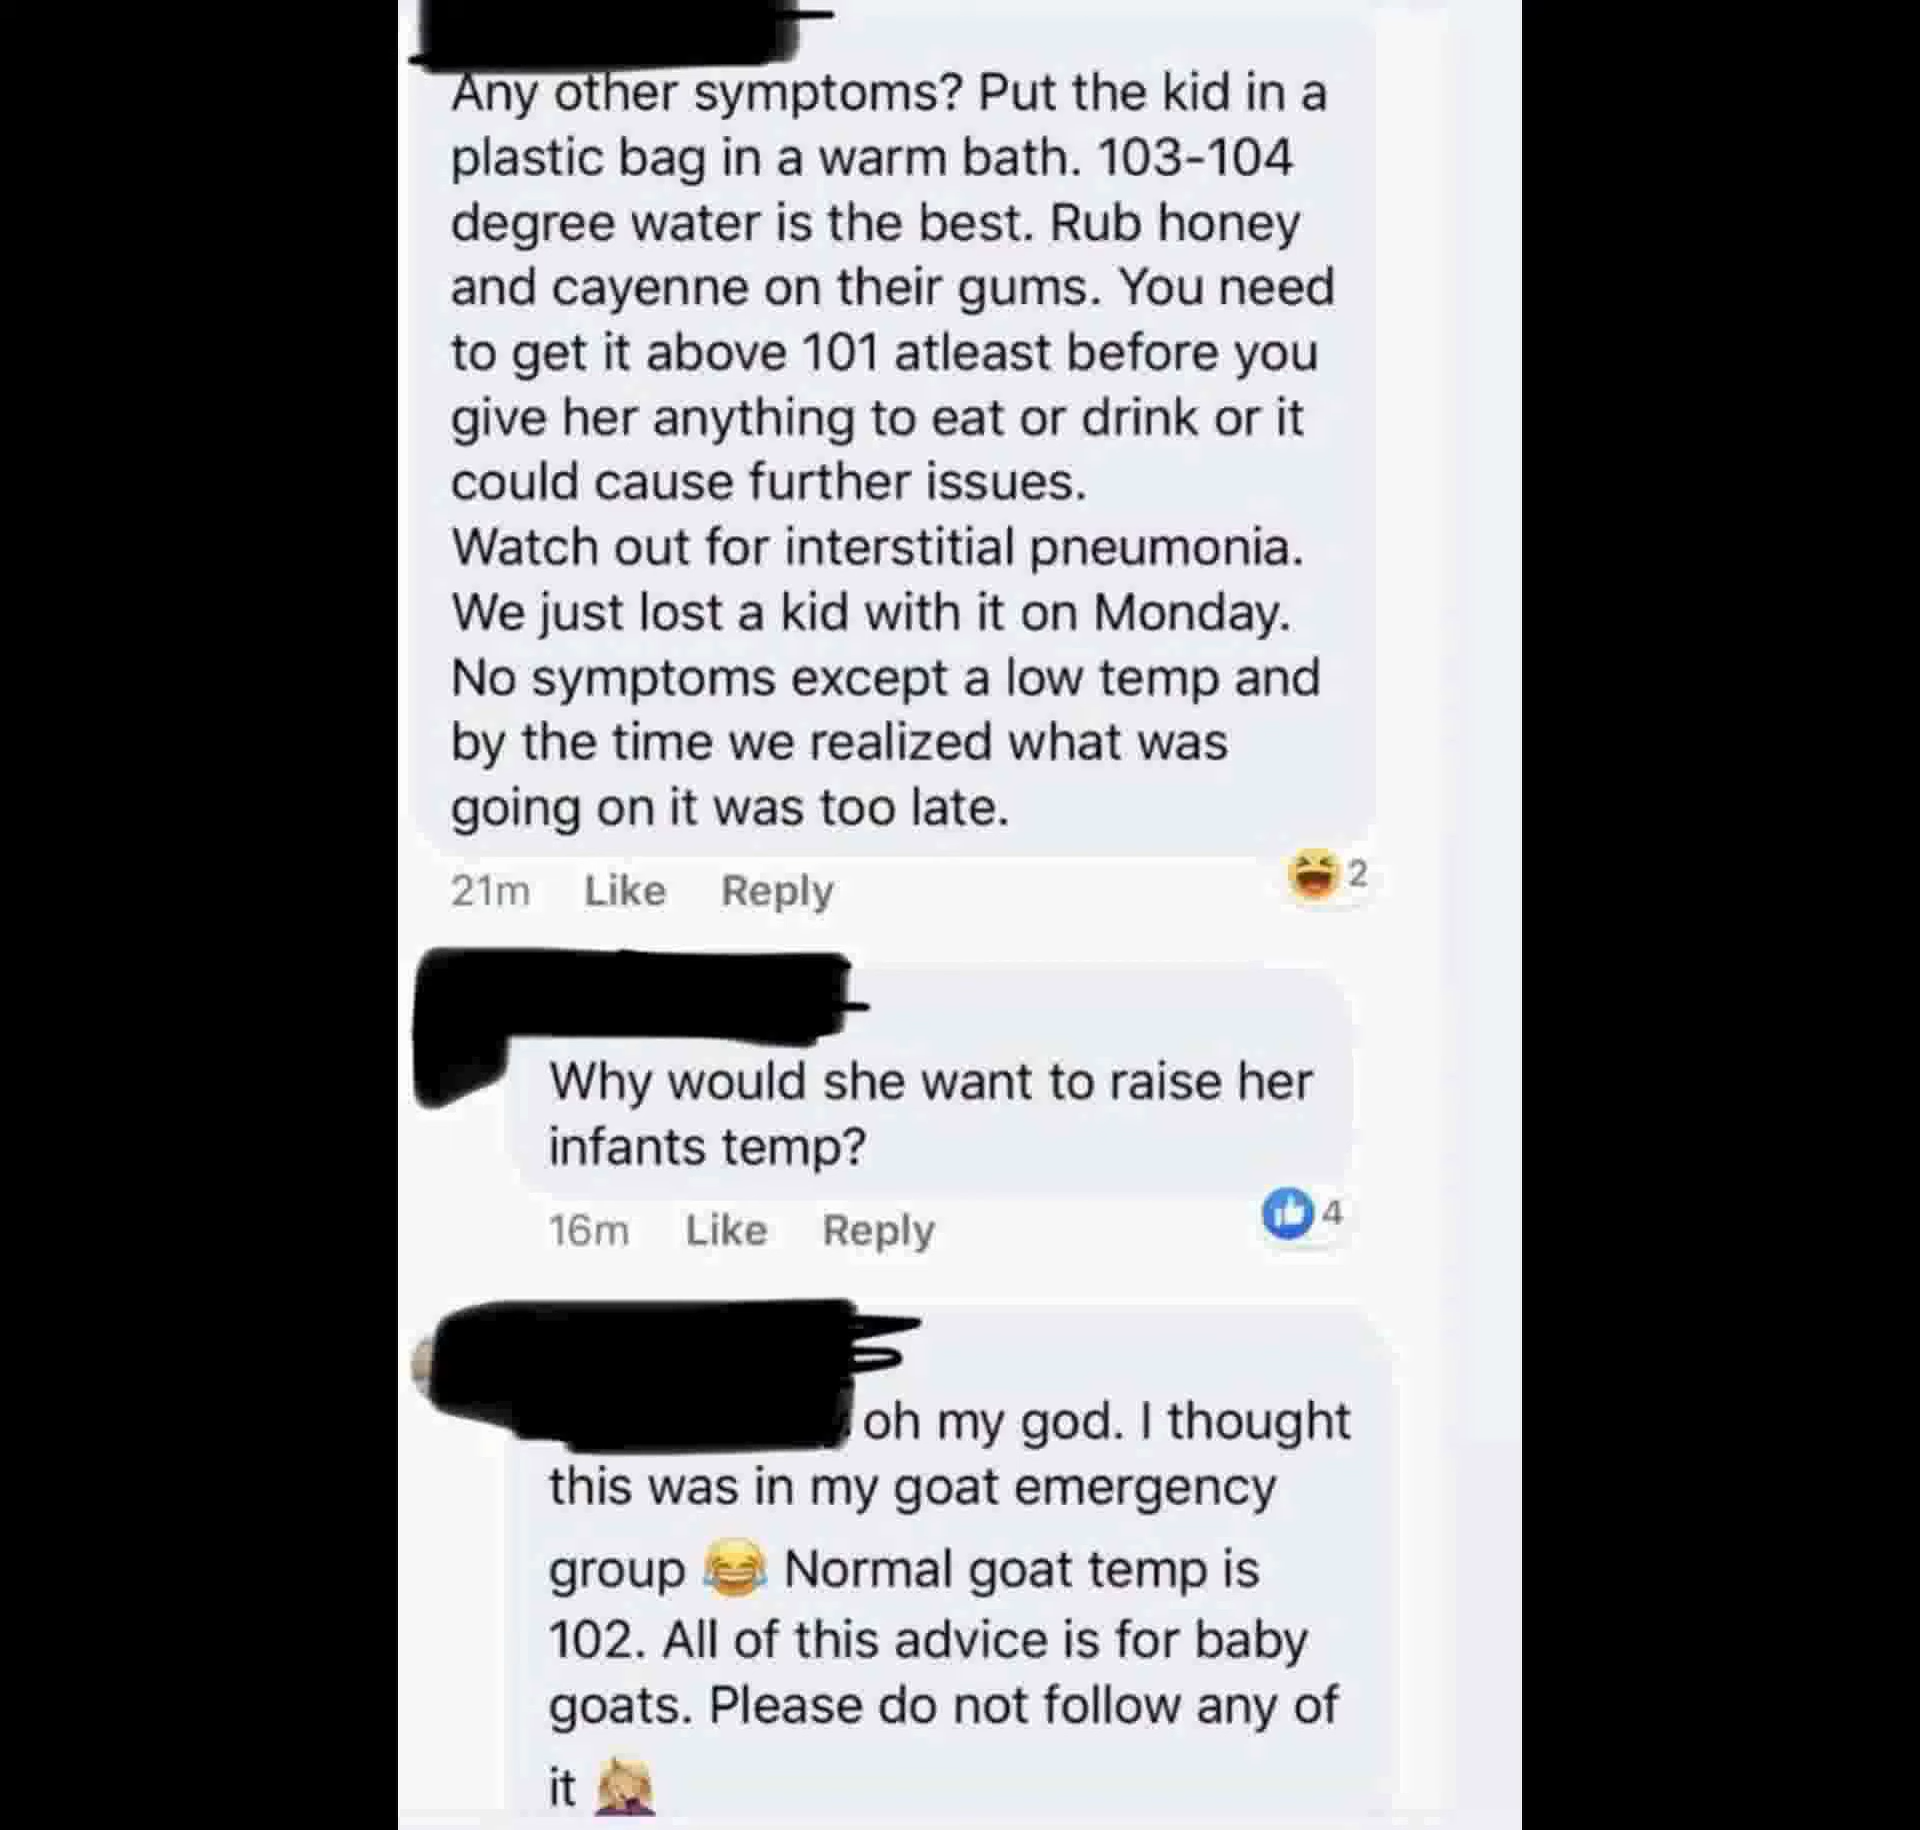 Any other symptoms? Put the kid in a
plastic bag in a warm bath. 103-104
degree water is the best. Rub honey
and cayenne on their gums. You need
to get it above 101 atleast before you
give her anything to eat or drink or it
could cause further issues.
Watch out for interstitial pneumonia.
We just lost a kid with it on Monday.
No symptoms except a low temp and
by the time we realized what was
going on it was too late.
21m Like Reply 😆 2
Why would she want to raise her
infants temp?
16m Like Reply 👍 4
oh my god. I thought
this was in my goat emergency
group 😂 Normal goat temp is
102. All of this advice is for baby
goats. Please do not follow any of
it 🤦🏼‍♀️